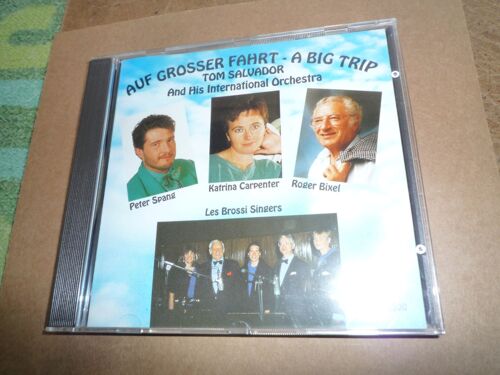 AUF GROSSER FAHRT - A BIG TRIP
TOM SALVADOR
And His International Orchestra
Peter Spang
Katrina Carpenter
Roger Bixel
Les Brossi Singers